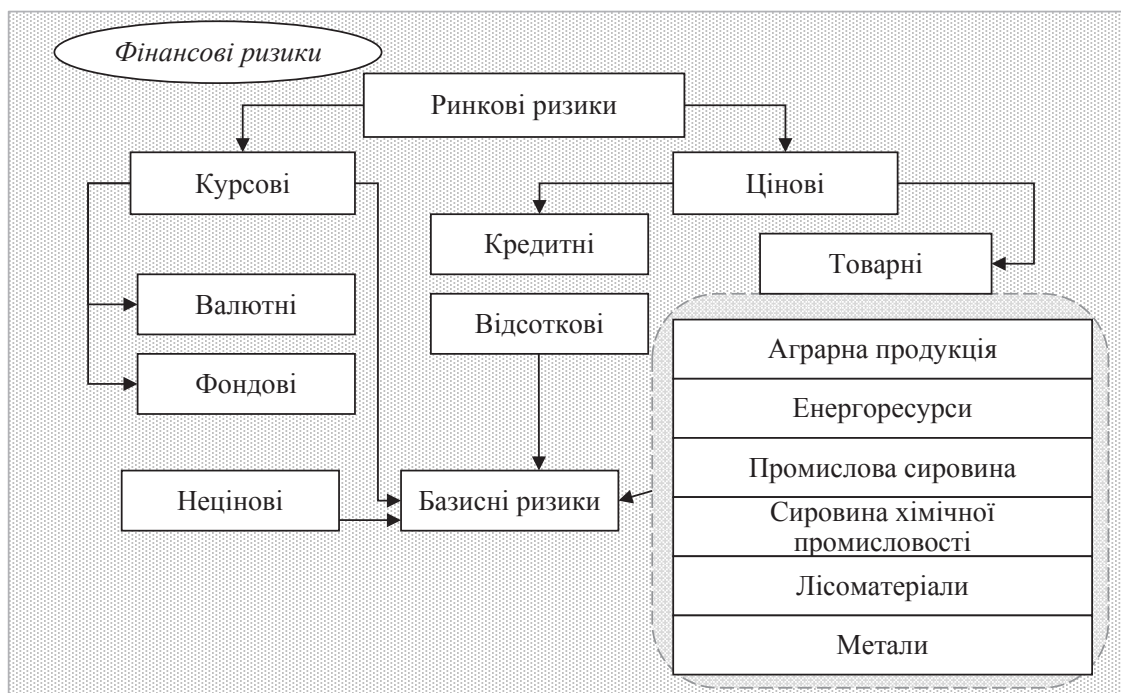 Фінансові ризики
Ринкові ризики
Курсові
Цінові
Кредитні
Товарні
Валютні
Відсоткові
Фондові
Аграрна продукція
Енергоресурси
Промислова сировина
Сировина хімічної
промисловості
Лісоматеріали
Метали
Нецінові
Базисні ризики